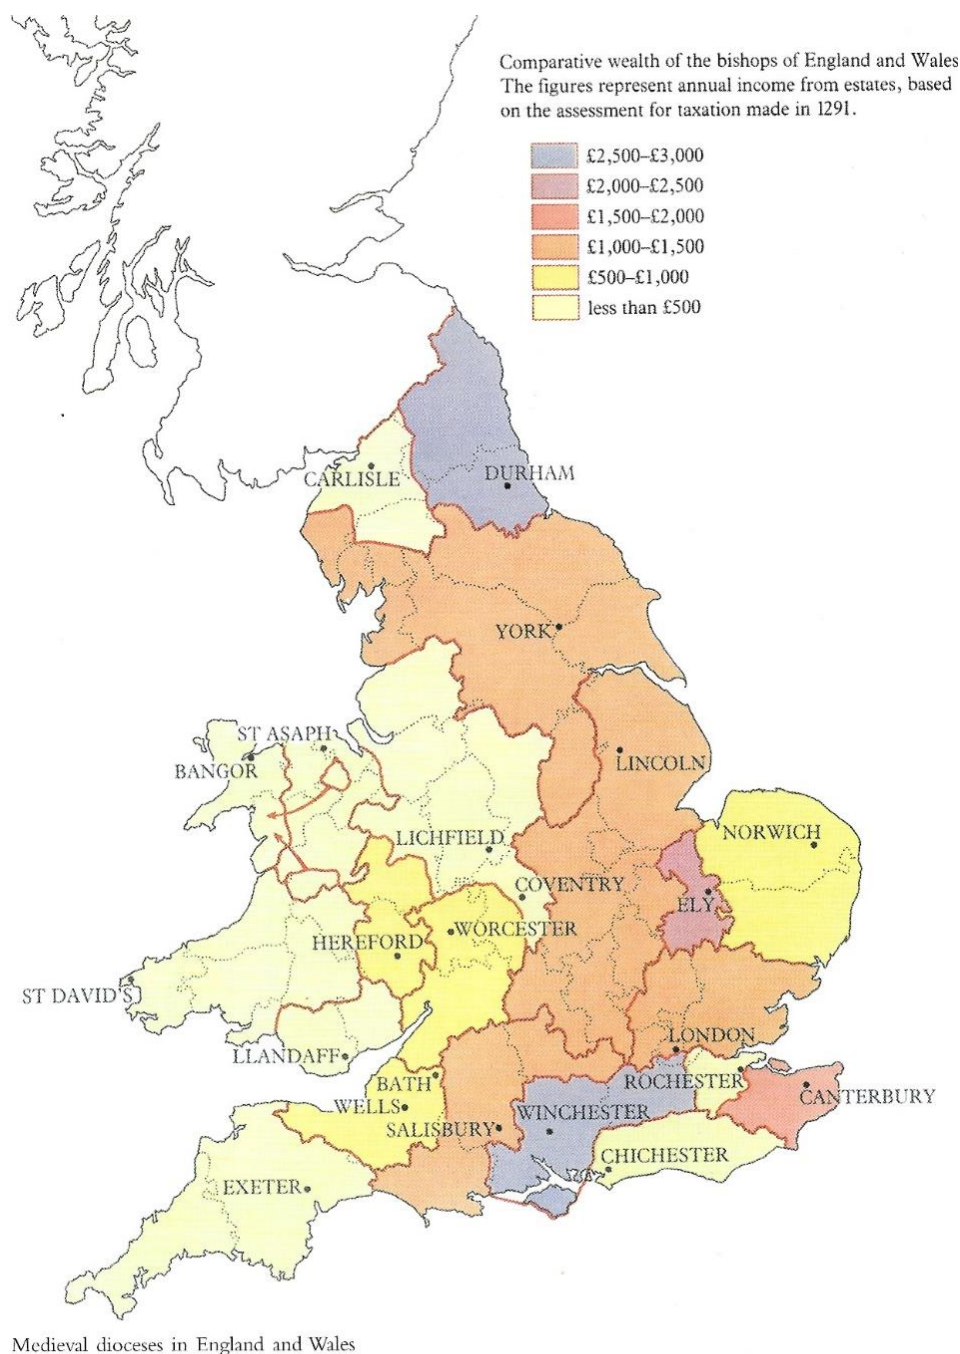 Comparative wealth of the bishops of England and Wales
The figures represent annual income from estates, based
on the assessment for taxation made in 1291.
£2,500–£3,000
£2,000–£2,500
£1,500–£2,000
£1,000–£1,500
£500–£1,000
less than £500
CARLISLE
DURHAM
YORK
ST ASAPH
BANGOR
LINCOLN
NORWICH
LICHFIELD
COVENTRY
ELY
WORCESTER
HEREFORD
ST DAVID'S
LLANDAFF
LONDON
BATH
ROCHESTER
CANTERBURY
WELLS
WINCHESTER
SALISBURY
CHICHESTER
EXETER
Medieval dioceses in England and Wales